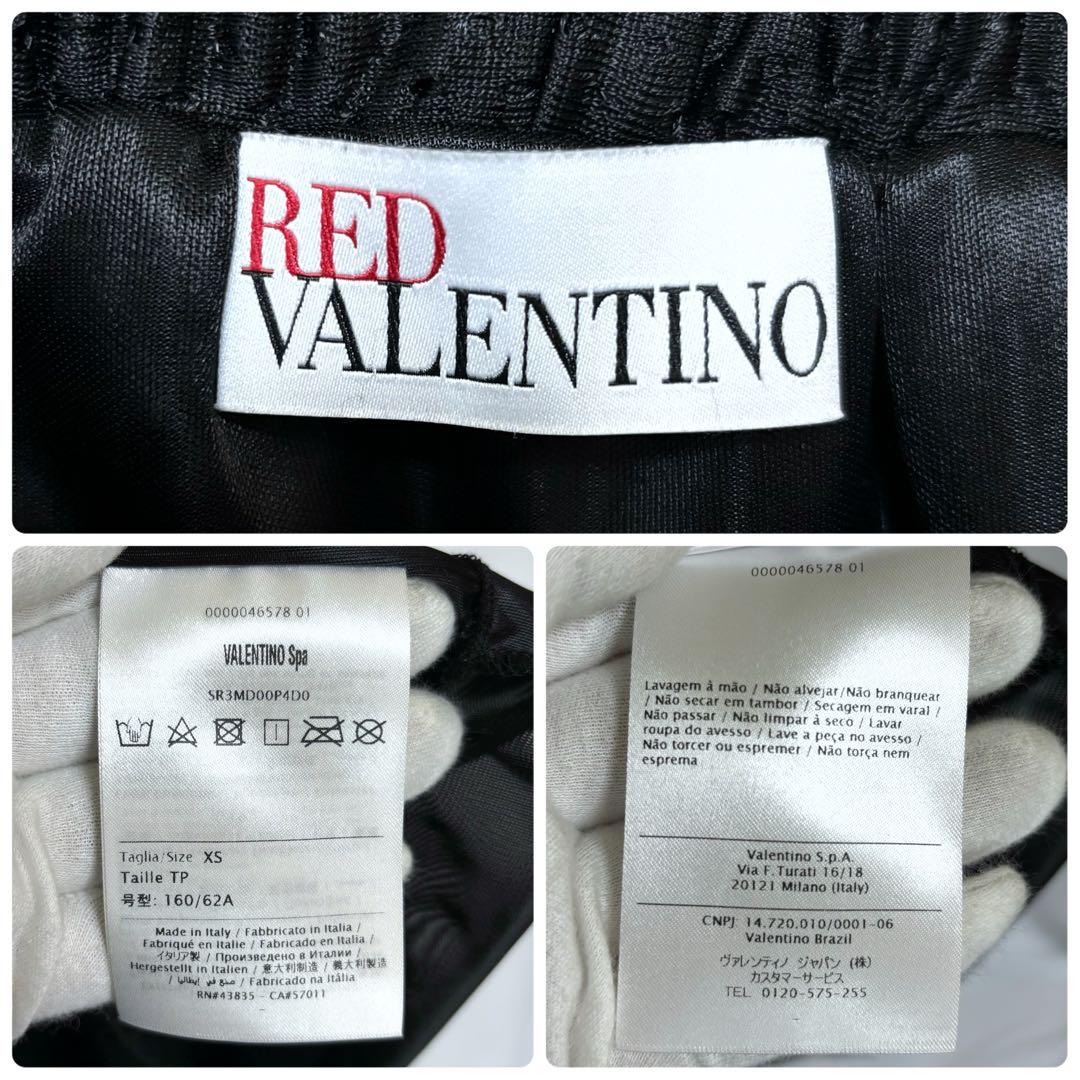 RED
VALENTINO
0000046578 01
VALENTINO Spa
SR3MD00P4D0
Taglia/Size XS
Taille TP
号型: 160/62A
Made in Italy / Fabbricato in Italia /
Fabriqué en Italie / Fabricado en Italia /
イタリア製 / Произведено в Италии /
Hergestellt in Italien / 意大利制造 / 義大利製造
/ صنع في إيطاليا / Fabricado na Itália
RN#43835 - CA#57011
0000046578 01
Lavagem à mão / Não alvejar/Não branquear
/ Não secar em tambor / Secagem em varal /
Não passar / Não limpar à seco / Lavar
roupa do avesso / Lave a peça no avesso /
Não torcer ou espremer / Não torça nem
esprema
Valentino S.p.A.
Via F.Turati 16/18
20121 Milano (Italy)
CNPJ: 14.720.010/0001-06
Valentino Brazil
ヴァレンティノ ジャパン (株)
カスタマーサービス
TEL 0120-575-255